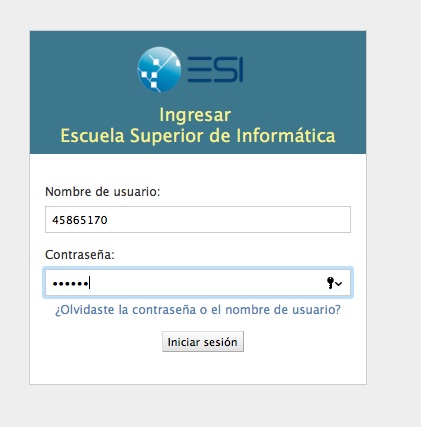 ESI
Ingresar
Escuela Superior de Informática
Nombre de usuario:
45865170
Contraseña:
••••••
¿Olvidaste la contraseña o el nombre de usuario?
Iniciar sesión